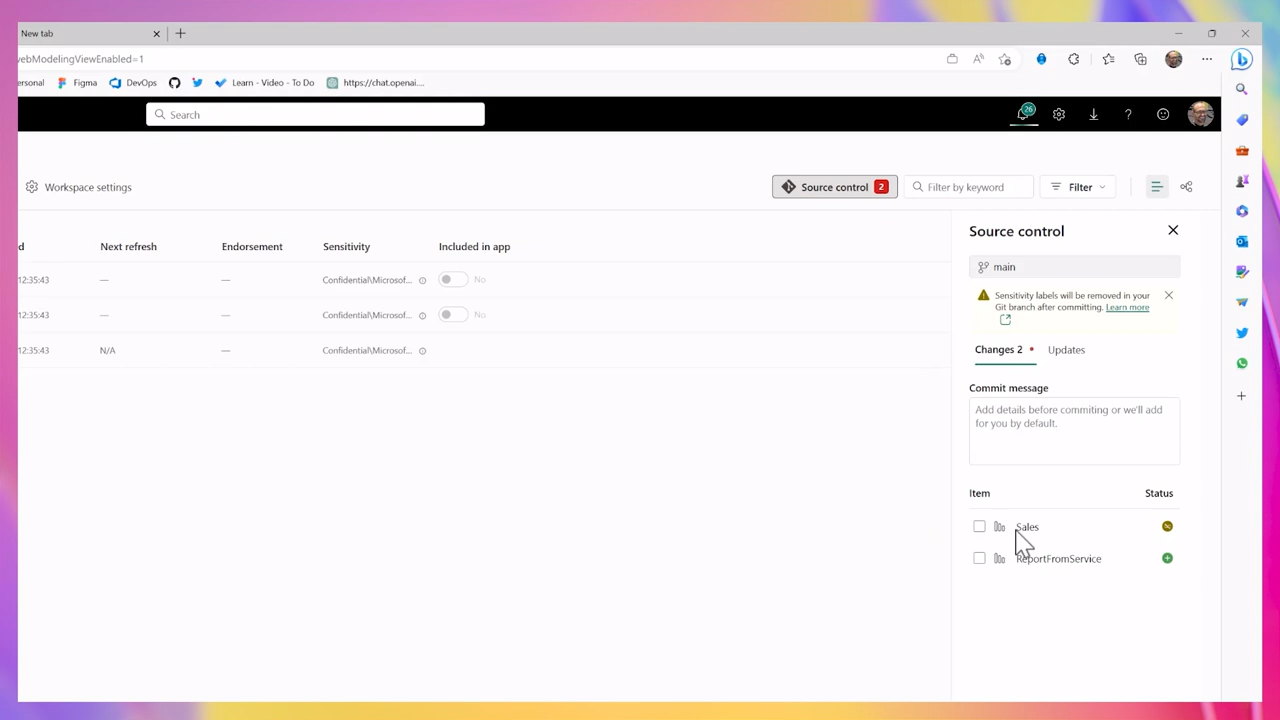 New tab
webModelingViewEnabled=1
ersonal
Figma
DevOps
Learn - Video - To Do
https://chat.openai....
Search
26
Workspace settings
Source control 2
Filter by keyword
Filter
d
Next refresh
Endorsement
Sensitivity
Included in app
12:35:43
—
—
Confidential\Microsof...
No
12:35:43
—
—
Confidential\Microsof...
No
12:35:43
N/A
—
Confidential\Microsof...
Source control
main
Sensitivity labels will be removed in your
Git branch after committing. Learn more
Changes 2
Updates
Commit message
Add details before commiting or we'll add
for you by default.
Item
Status
Sales
ReportFromService